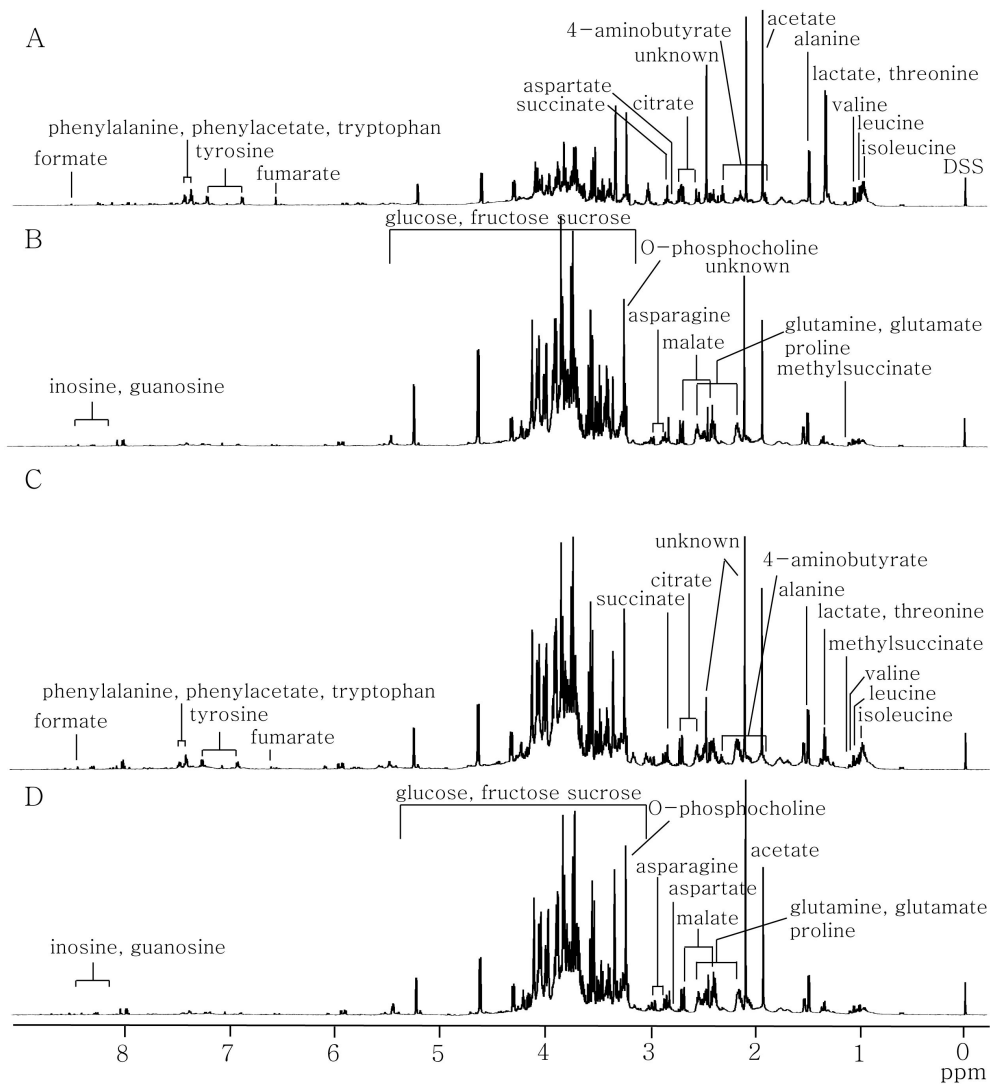 A
4-aminobutyrate
acetate
unknown
alanine
aspartate
lactate, threonine
succinate
citrate
valine
leucine
phenylalanine, phenylacetate, tryptophan
isoleucine
formate
tyrosine
fumarate
DSS
B
glucose, fructose sucrose
O-phosphocholine
unknown
asparagine
glutamine, glutamate
malate
proline
methylsuccinate
inosine, guanosine
C
unknown
4-aminobutyrate
citrate
alanine
succinate
lactate, threonine
methylsuccinate
valine
phenylalanine, phenylacetate, tryptophan
leucine
formate
tyrosine
isoleucine
fumarate
D
glucose, fructose sucrose
O-phosphocholine
acetate
asparagine
aspartate
glutamine, glutamate
malate
proline
inosine, guanosine
8 7 6 5 4 3 2 1 0
ppm